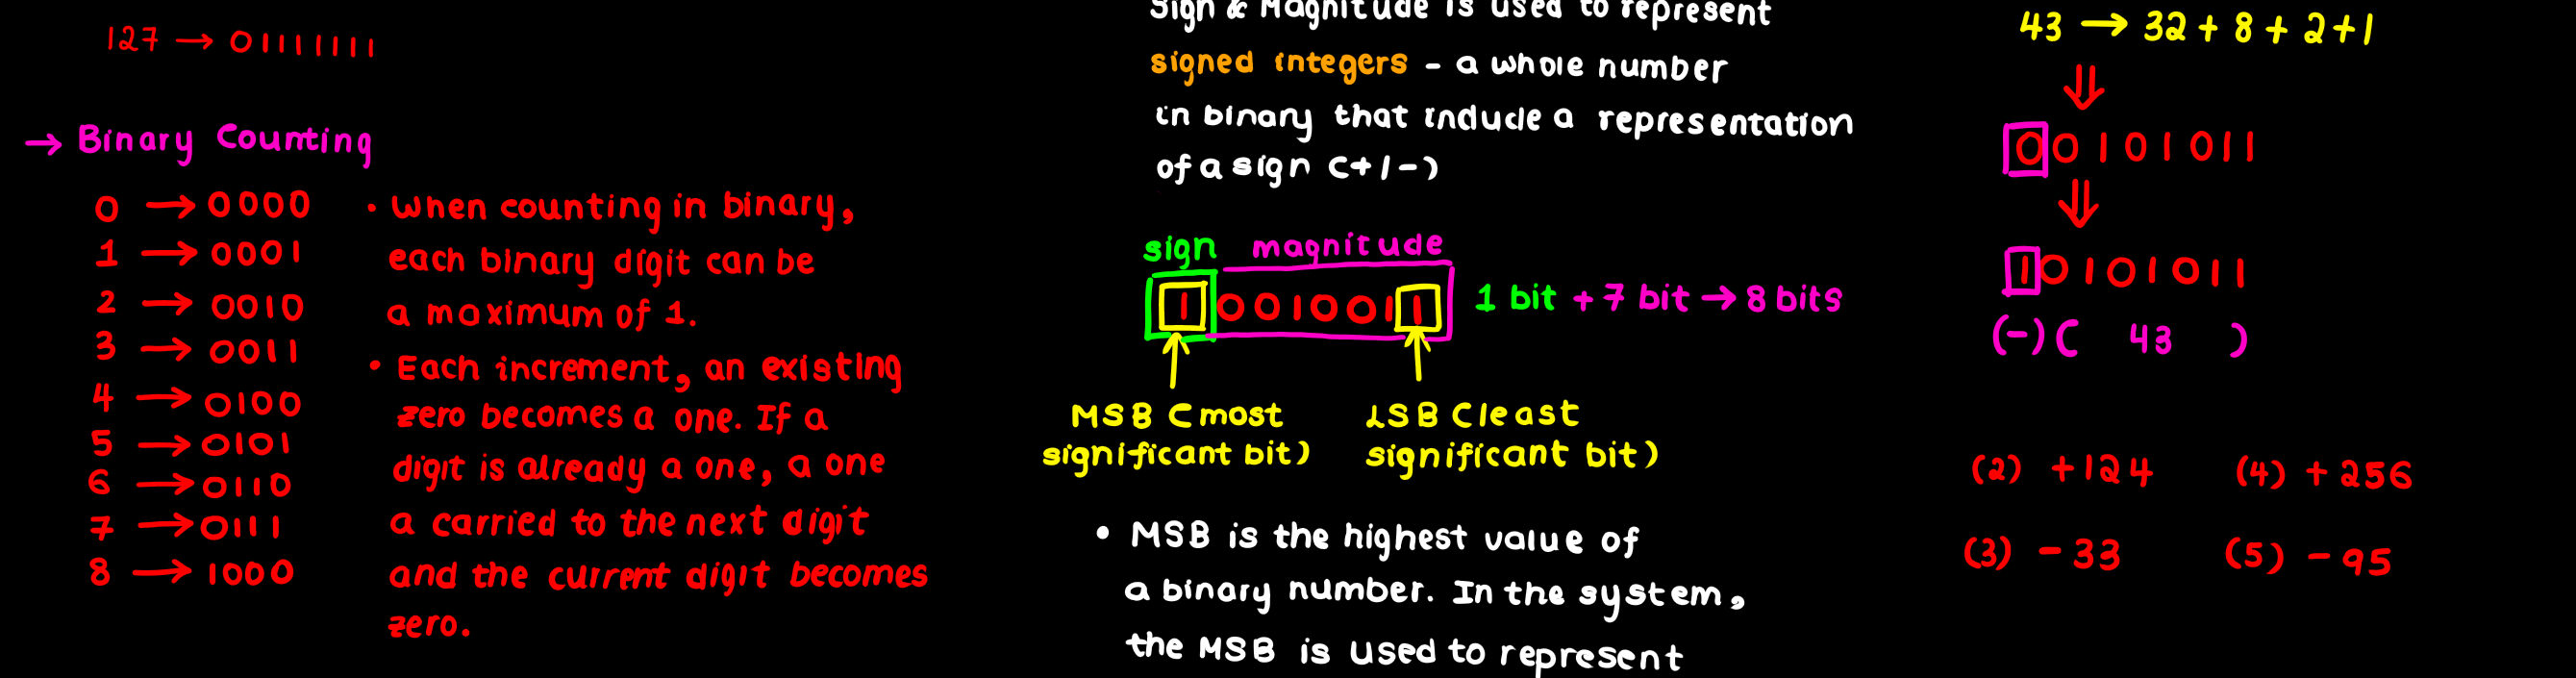 127 → 01111111
→ Binary Counting
0 → 0000
1 → 0001
2 → 0010
3 → 0011
4 → 0100
5 → 0101
6 → 0110
7 → 0111
8 → 1000
• When counting in binary,
each binary digit can be
a maximum of 1.
• Each increment, an existing
zero becomes a one. If a
digit is already a one, a one
a carried to the next digit
and the current digit becomes
zero.
Sign & Magnitude is used to represent
signed integers - a whole number
in binary that include a representation
of a sign (+/-)
sign magnitude
1 0010011 1 bit + 7 bit → 8 bits
MSB (most
significant bit)
LSB (least
significant bit)
• MSB is the highest value of
a binary number. In the system,
the MSB is used to represent
43 → 32 + 8 + 2 + 1
⇓
00101011
⇓
10101011
(-) ( 43 )
(2) +124 (4) +256
(3) -33 (5) -95